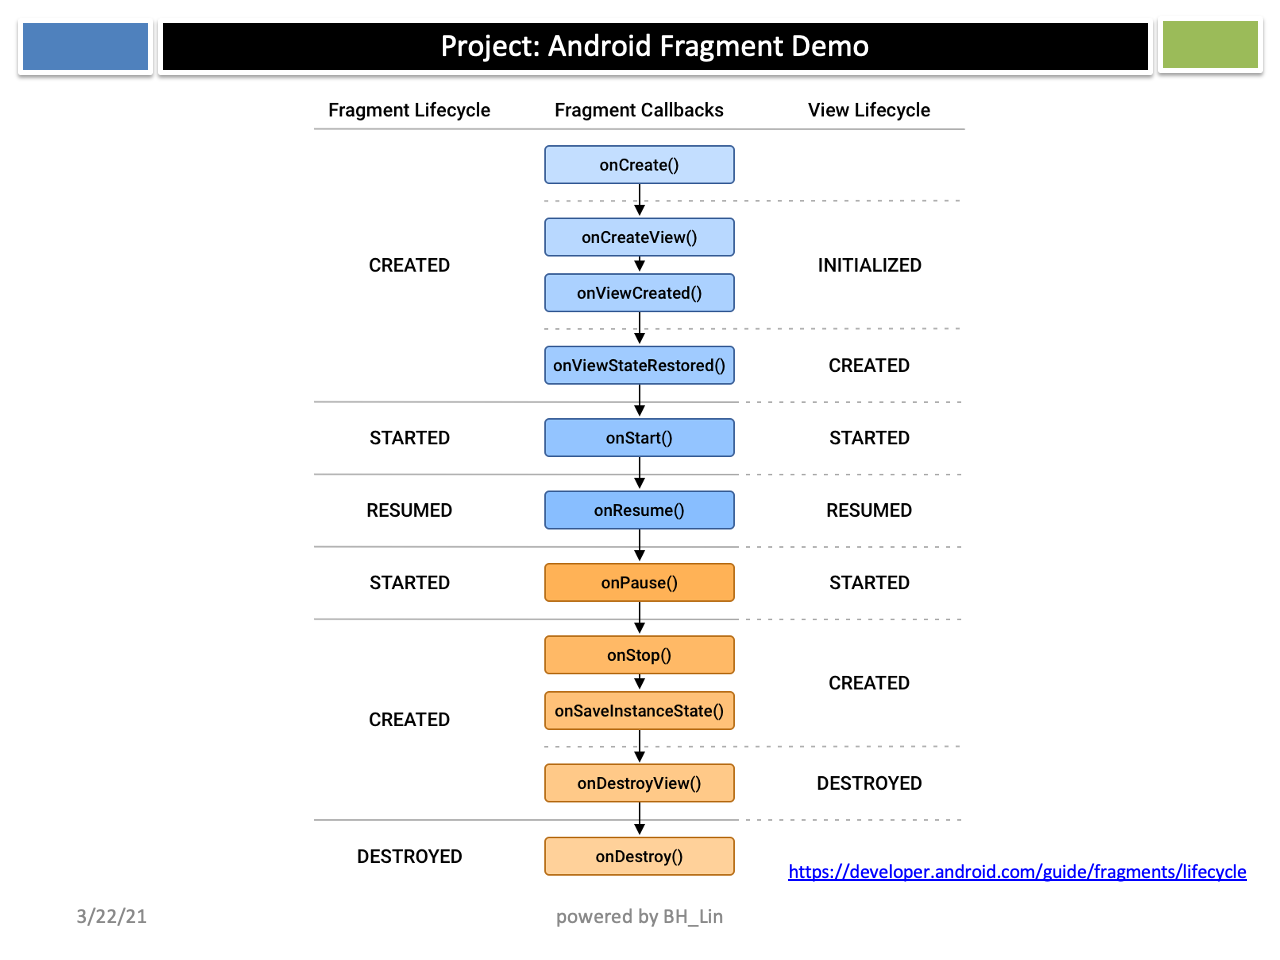 Project: Android Fragment Demo
Fragment Lifecycle Fragment Callbacks View Lifecycle
onCreate()
onCreateView()
CREATED INITIALIZED
onViewCreated()
onViewStateRestored() CREATED
STARTED onStart() STARTED
RESUMED onResume() RESUMED
STARTED onPause() STARTED
onStop()
CREATED
onSaveInstanceState()
CREATED
onDestroyView() DESTROYED
DESTROYED onDestroy()
https://developer.android.com/guide/fragments/lifecycle
3/22/21 powered by BH_Lin